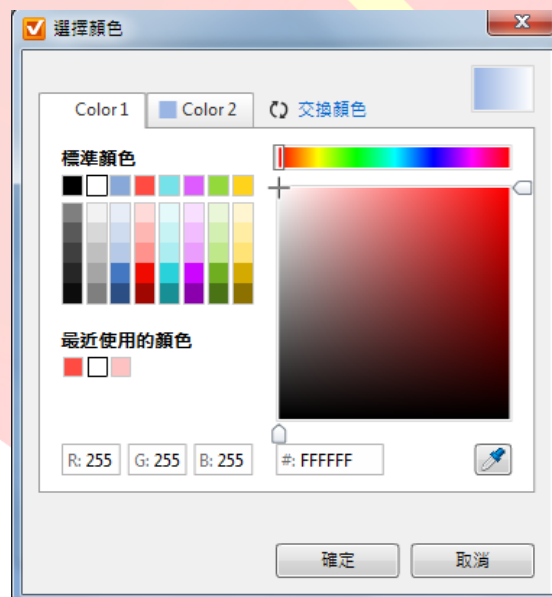 選擇顏色
Color 1
Color 2
交換顏色
標準顏色
最近使用的顏色
R: 255
G: 255
B: 255
#: FFFFFF
確定
取消